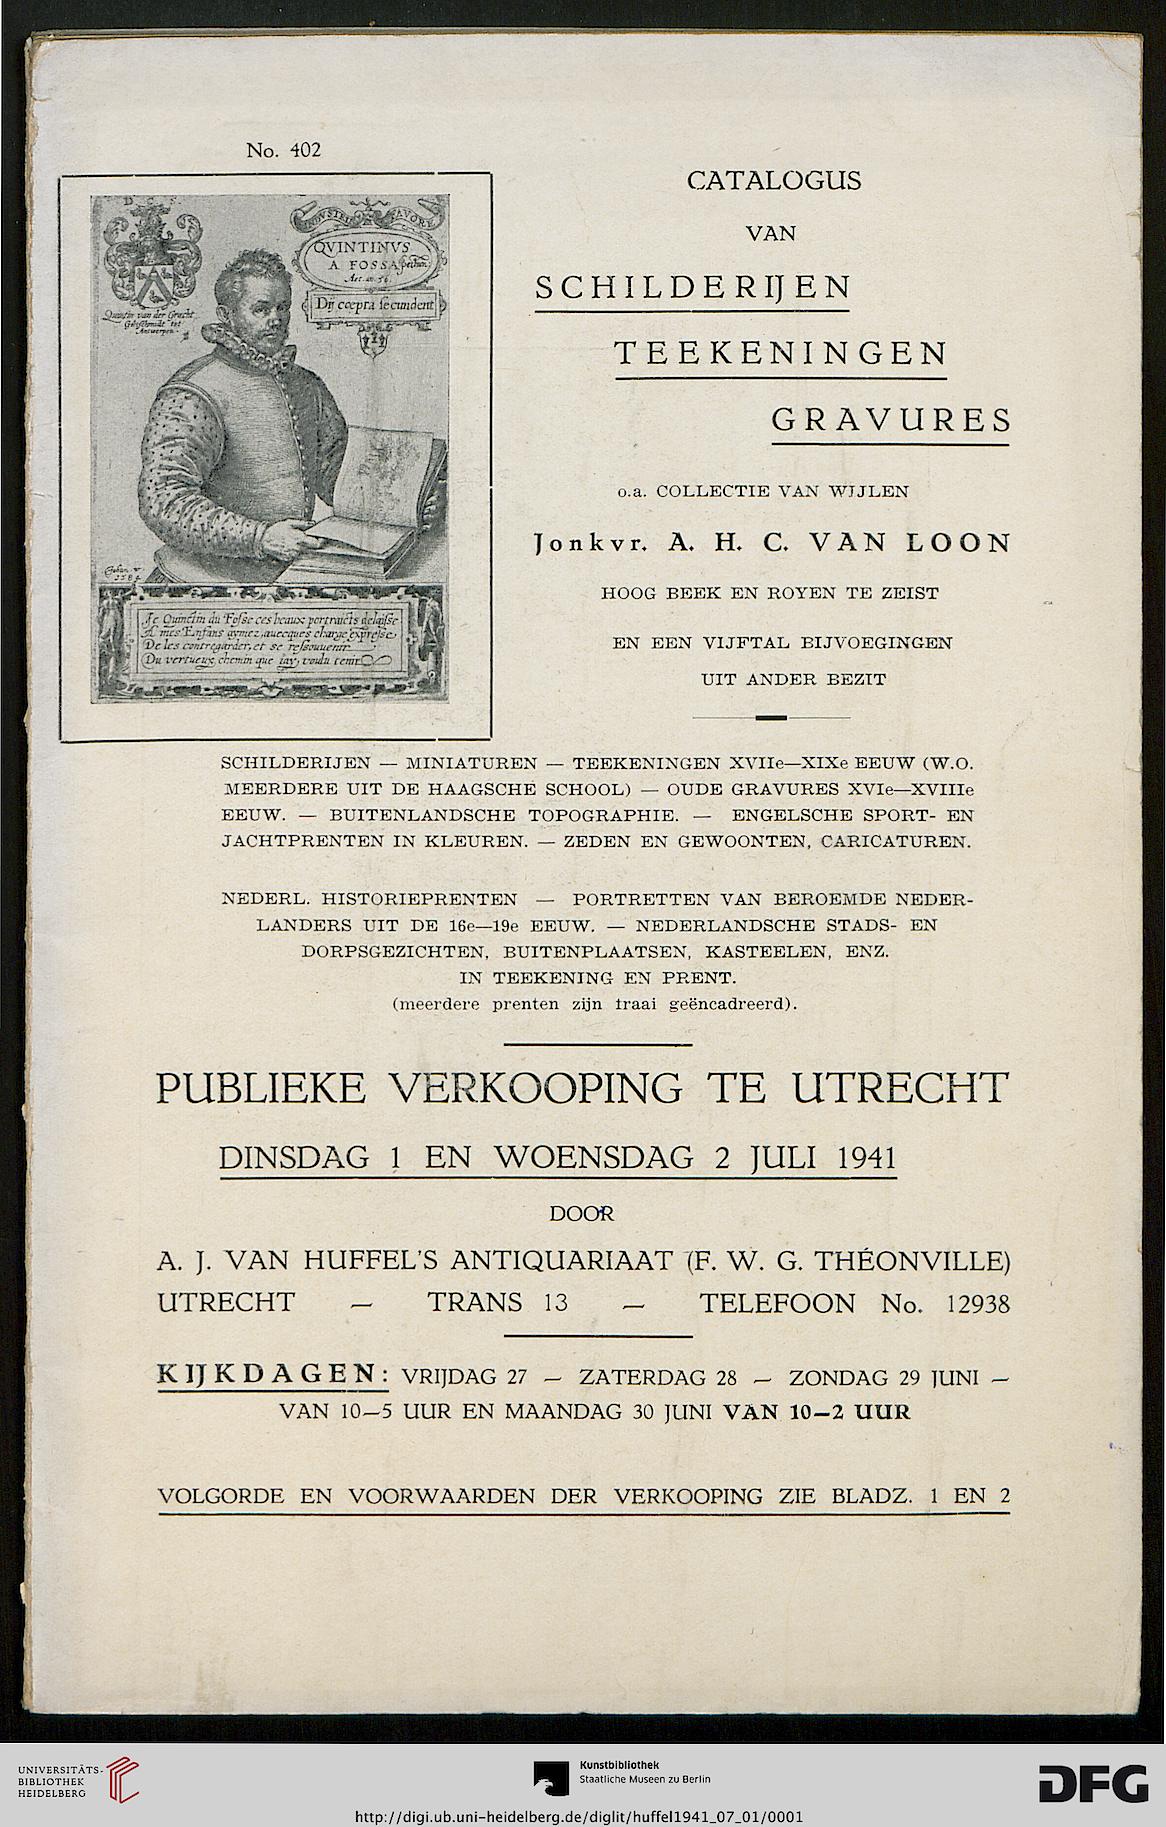 No. 402
D C F
QVINTINVS
A FOSSA
Dij coepta secundent
Quintin van der Gracht
Antwerpen
Je Quinctin du Fosse ces beaux portraicts delaisse
A mes Enfans aymez, auecques charge expresse
De les contregarder, et se ressouuenir
Du vertueux chemin que iay voulu tenir
CATALOGUS
VAN
SCHILDERIJEN
TEEKENINGEN
GRAVURES
o.a. COLLECTIE VAN WIJLEN
Jonkvr. A. H. C. VAN LOON
HOOG BEEK EN ROYEN TE ZEIST
EN EEN VIJFTAL BIJVOEGINGEN
UIT ANDER BEZIT
SCHILDERIJEN — MINIATUREN — TEEKENINGEN XVIIe—XIXe EEUW (W.O.
MEERDERE UIT DE HAAGSCHE SCHOOL) — OUDE GRAVURES XVIe—XVIIIe
EEUW. — BUITENLANDSCHE TOPOGRAPHIE. — ENGELSCHE SPORT- EN
JACHTPRENTEN IN KLEUREN. — ZEDEN EN GEWOONTEN, CARICATUREN.
NEDERL. HISTORIEPRENTEN — PORTRETTEN VAN BEROEMDE NEDER-
LANDERS UIT DE 16e—19e EEUW. — NEDERLANDSCHE STADS- EN
DORPSGEZICHTEN, BUITENPLAATSEN, KASTEELEN, ENZ.
IN TEEKENING EN PRENT.
(meerdere prenten zijn fraai geëncadreerd).
PUBLIEKE VERKOOPING TE UTRECHT
DINSDAG 1 EN WOENSDAG 2 JULI 1941
DOOR
A. J. VAN HUFFEL'S ANTIQUARIAAT (F. W. G. THÉONVILLE)
UTRECHT — TRANS 13 — TELEFOON No. 12938
KIJKDAGEN: VRIJDAG 27 — ZATERDAG 28 — ZONDAG 29 JUNI —
VAN 10—5 UUR EN MAANDAG 30 JUNI VAN 10—2 UUR
VOLGORDE EN VOORWAARDEN DER VERKOOPING ZIE BLADZ. 1 EN 2
UNIVERSITÄTS-
BIBLIOTHEK
HEIDELBERG
Kunstbibliothek
Staatliche Museen zu Berlin
DFG
http://digi.ub.uni-heidelberg.de/diglit/huffel1941_07_01/0001